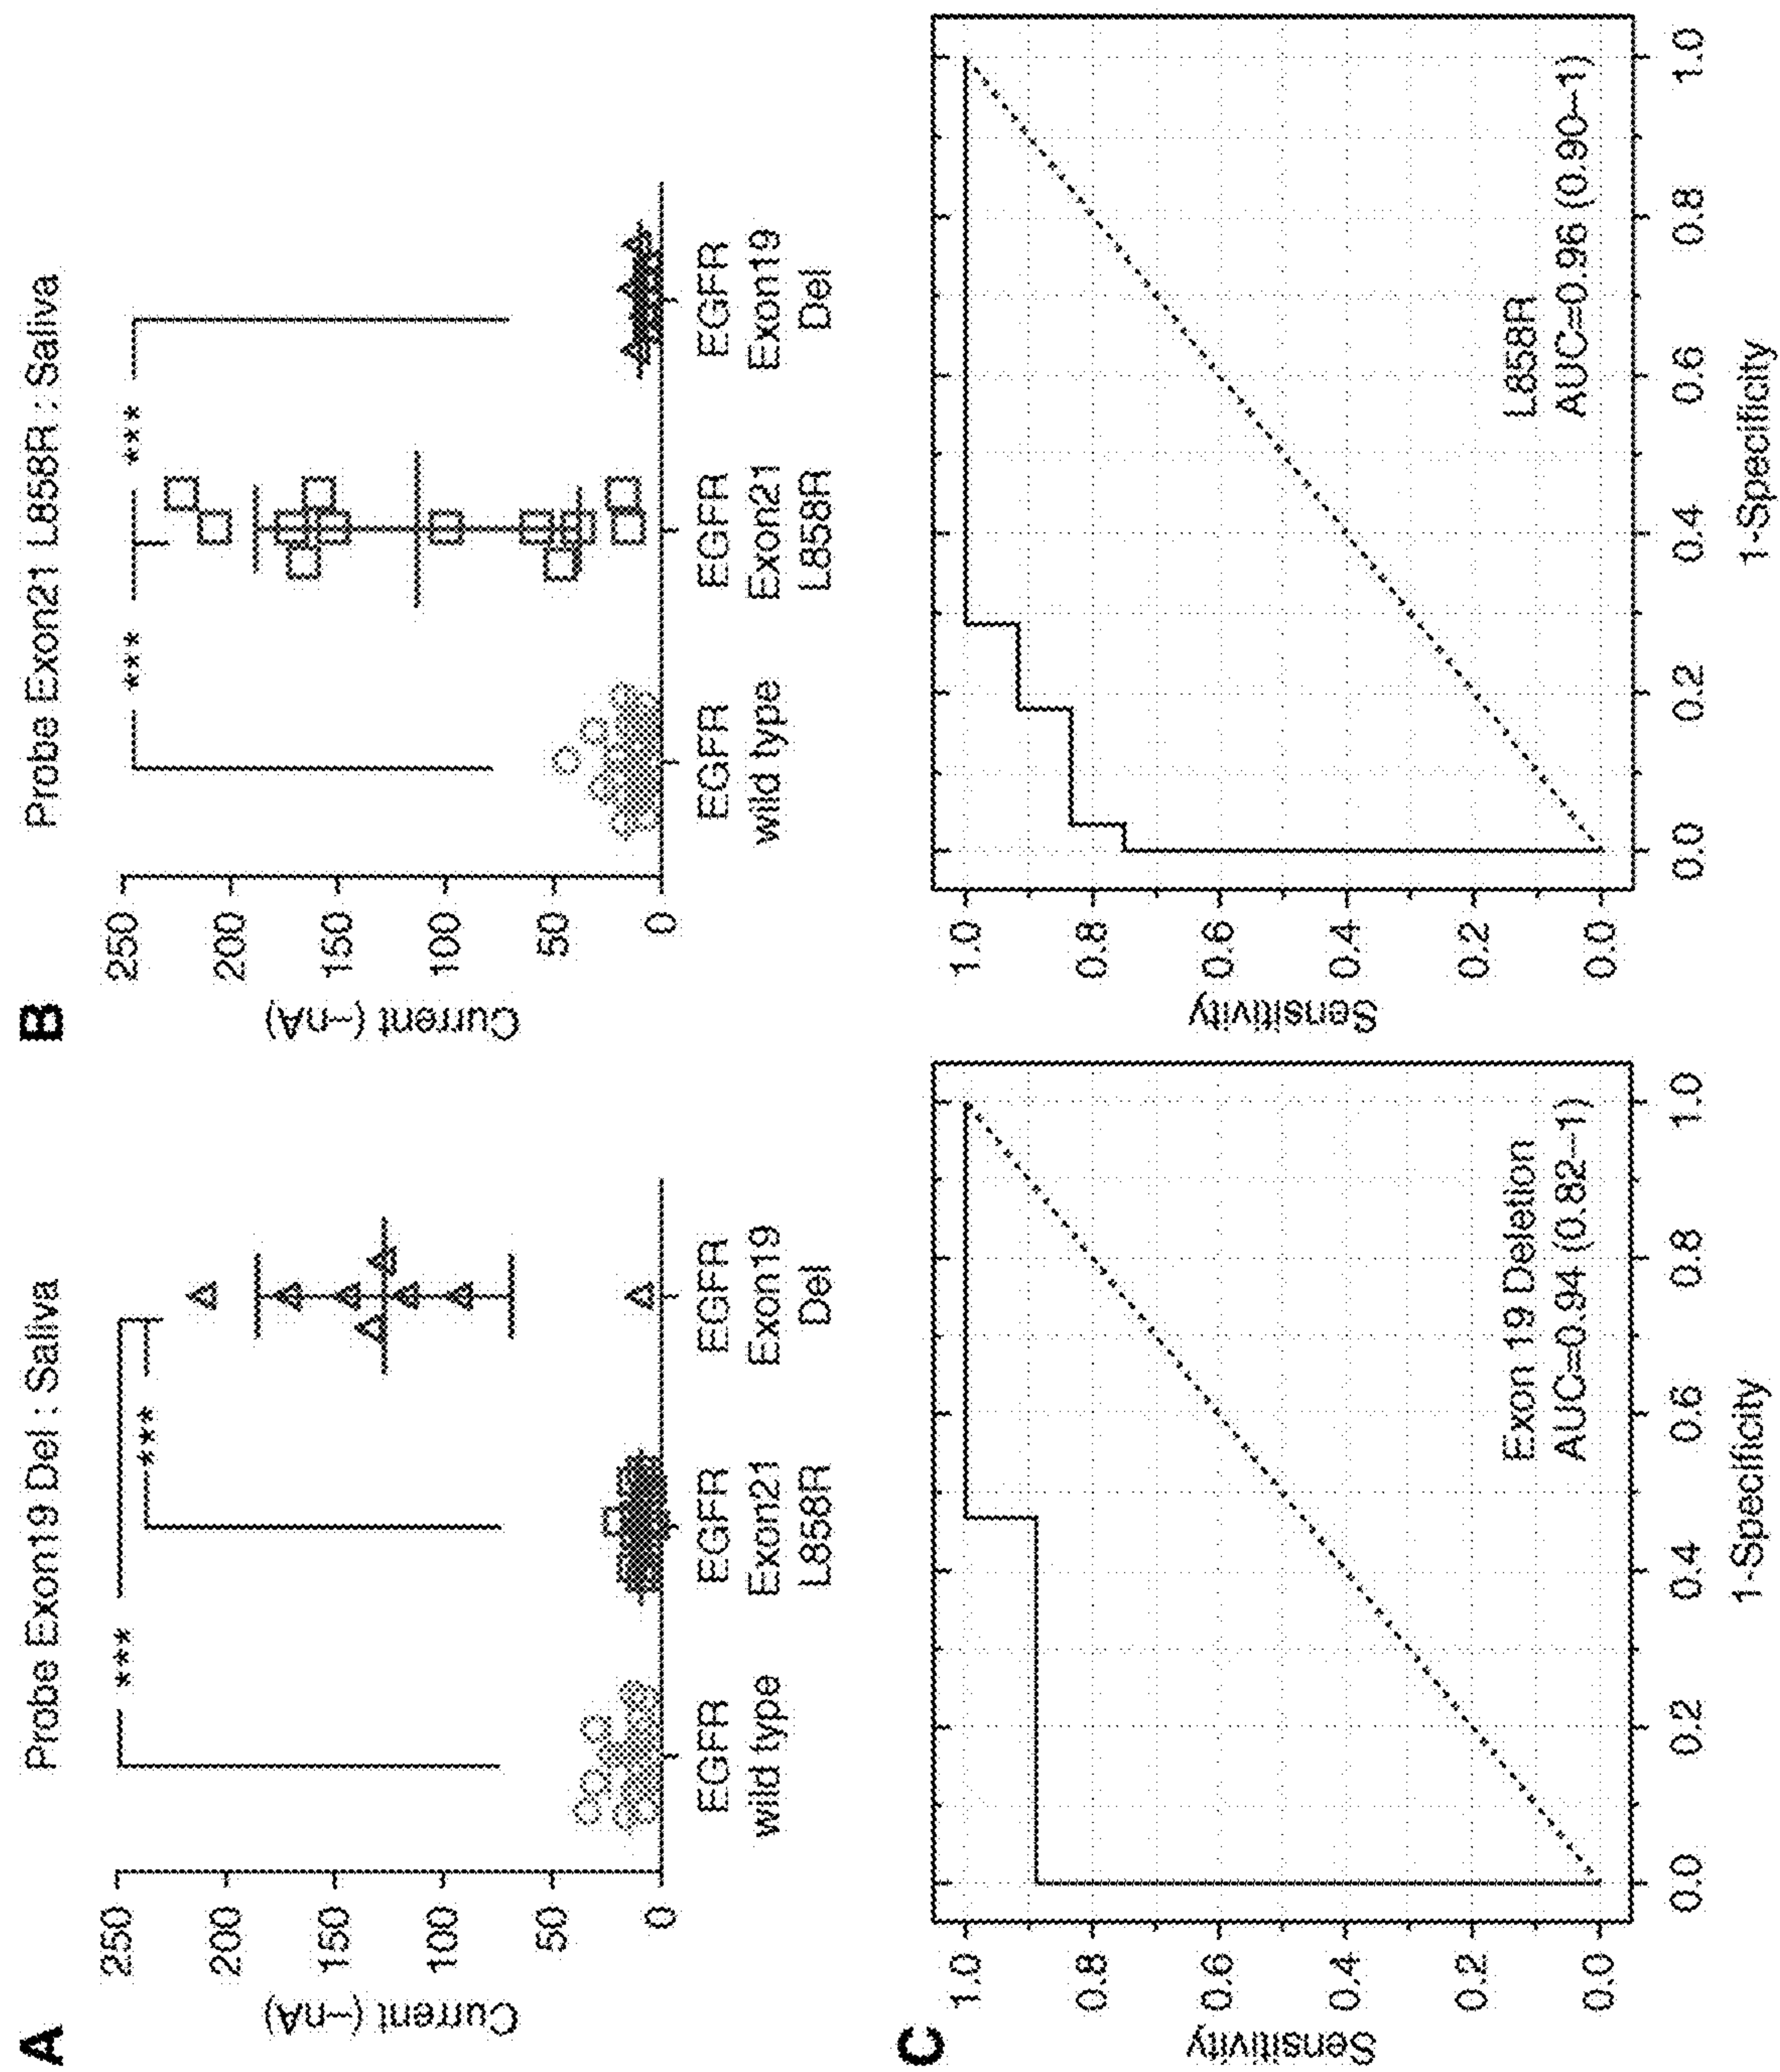 A
Probe Exon19 Del : Saliva
***
***
Current (–nA)
250
200
150
100
50
0
EGFR
wild type
EGFR
Exon21
L858R
EGFR
Exon19
Del
B
Probe Exon21 L858R : Saliva
***
***
Current (–nA)
250
200
150
100
50
0
EGFR
wild type
EGFR
Exon21
L858R
EGFR
Exon19
Del
C
Sensitivity
1.0
0.8
0.6
0.4
0.2
0.0
Exon 19 Deletion
AUC=0.94 (0.82–1)
0.0 0.2 0.4 0.6 0.8 1.0
1-Specificity
Sensitivity
1.0
0.8
0.6
0.4
0.2
0.0
L858R
AUC=0.96 (0.90–1)
0.0 0.2 0.4 0.6 0.8 1.0
1-Specificity